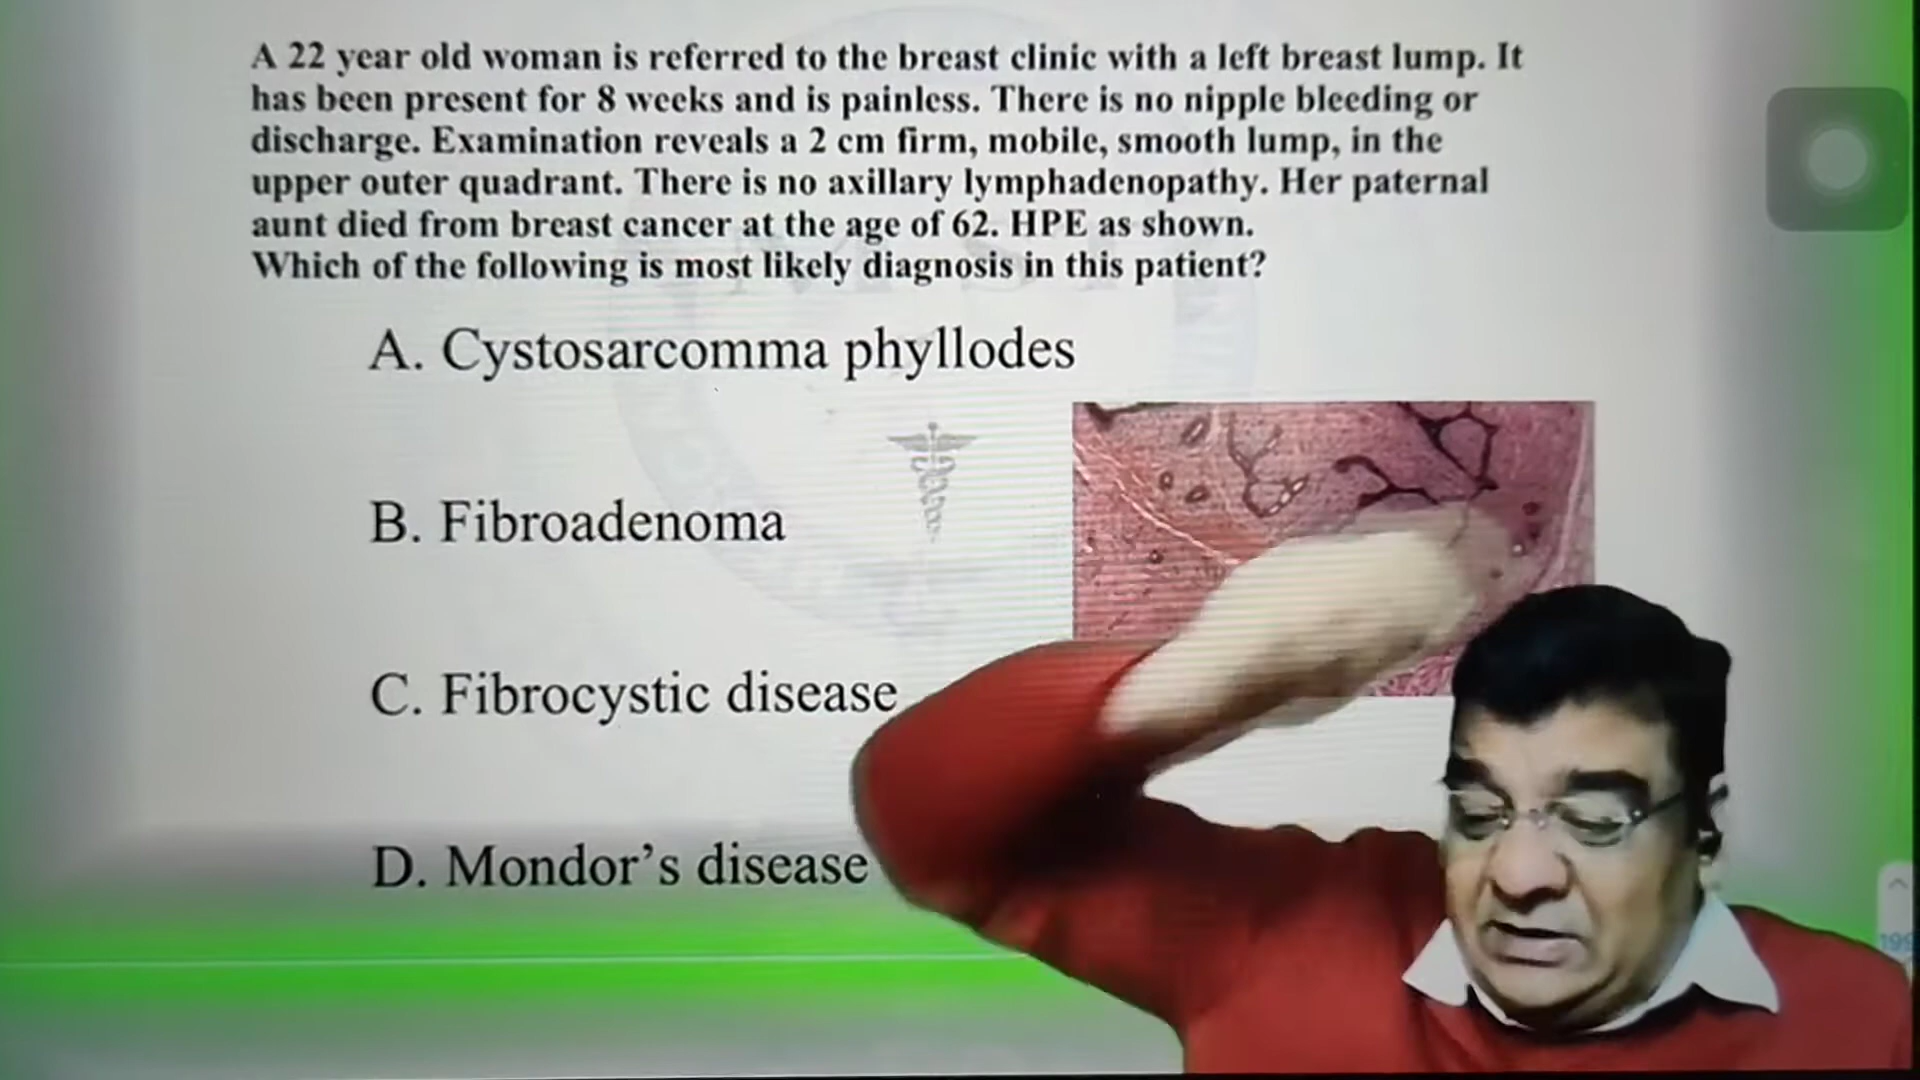 A 22 year old woman is referred to the breast clinic with a left breast lump. It
has been present for 8 weeks and is painless. There is no nipple bleeding or
discharge. Examination reveals a 2 cm firm, mobile, smooth lump, in the
upper outer quadrant. There is no axillary lymphadenopathy. Her paternal
aunt died from breast cancer at the age of 62. HPE as shown.
Which of the following is most likely diagnosis in this patient?
A. Cystosarcomma phyllodes
B. Fibroadenoma
C. Fibrocystic disease
D. Mondor's disease